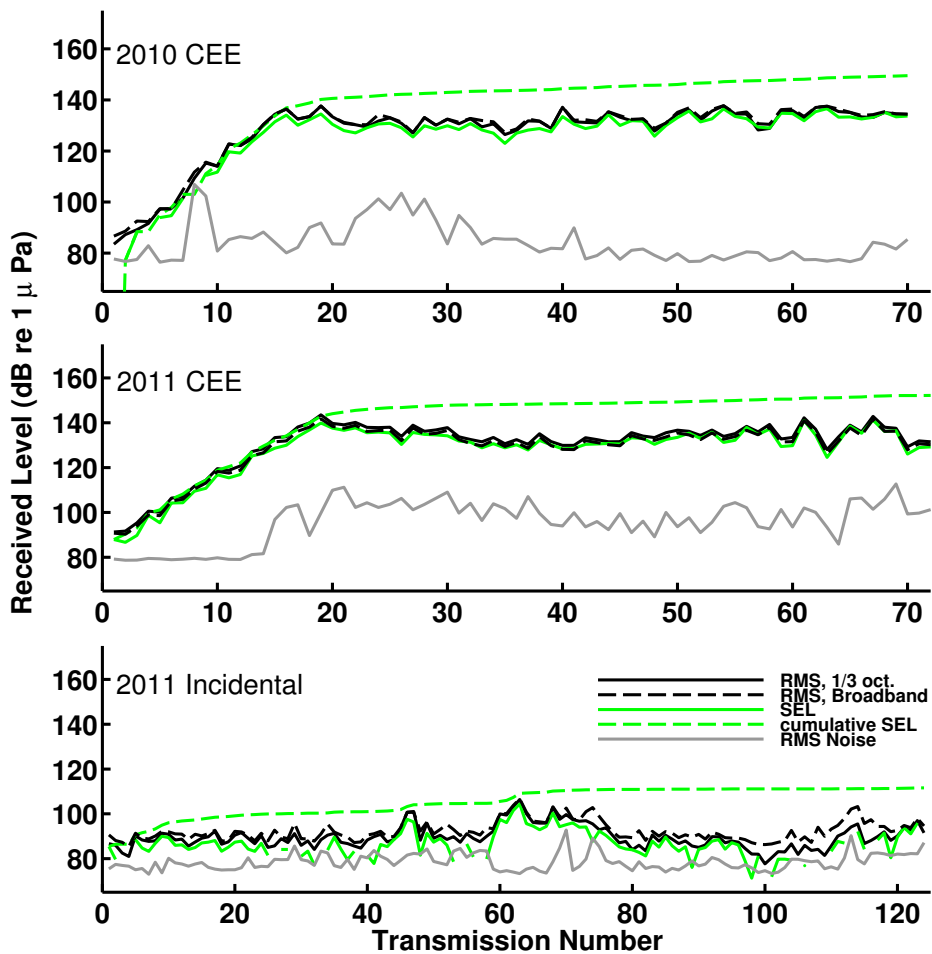 Received Level (dB re 1 μ Pa)
2010 CEE
160
140
120
100
80
0 10 20 30 40 50 60 70
2011 CEE
160
140
120
100
80
0 10 20 30 40 50 60 70
2011 Incidental
160
140
120
100
80
RMS, 1/3 oct.
RMS, Broadband
SEL
cumulative SEL
RMS Noise
0 20 40 60 80 100 120
Transmission Number